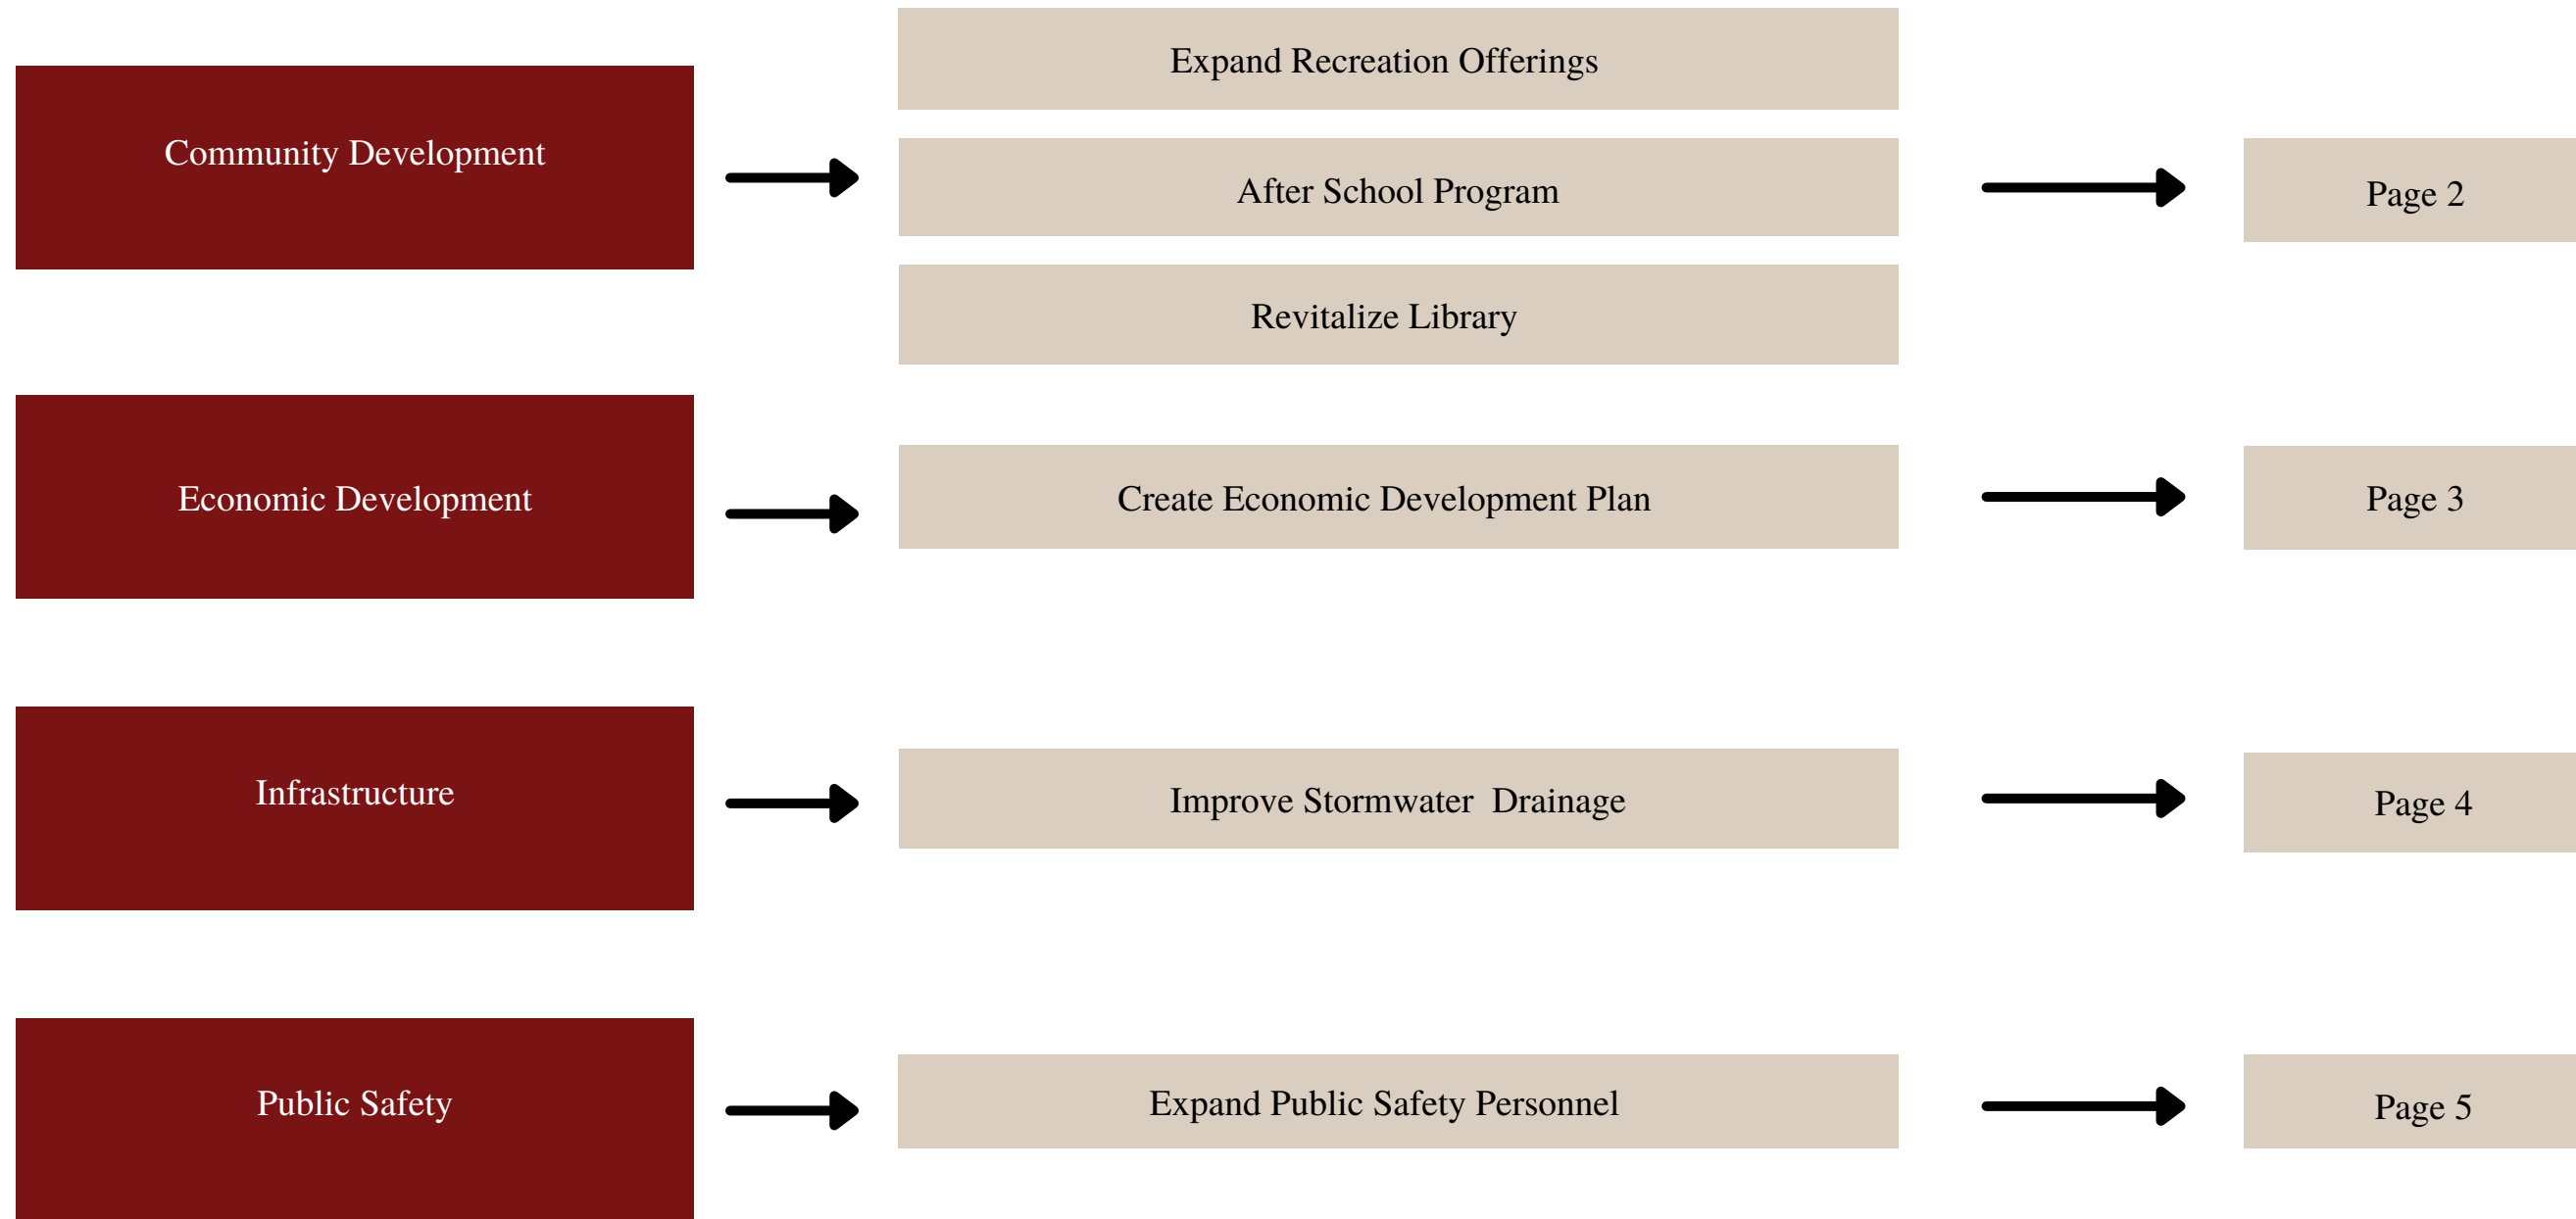 Community Development
Expand Recreation Offerings
After School Program
Revitalize Library
Page 2
Economic Development
Create Economic Development Plan
Page 3
Infrastructure
Improve Stormwater  Drainage
Page 4
Public Safety
Expand Public Safety Personnel
Page 5